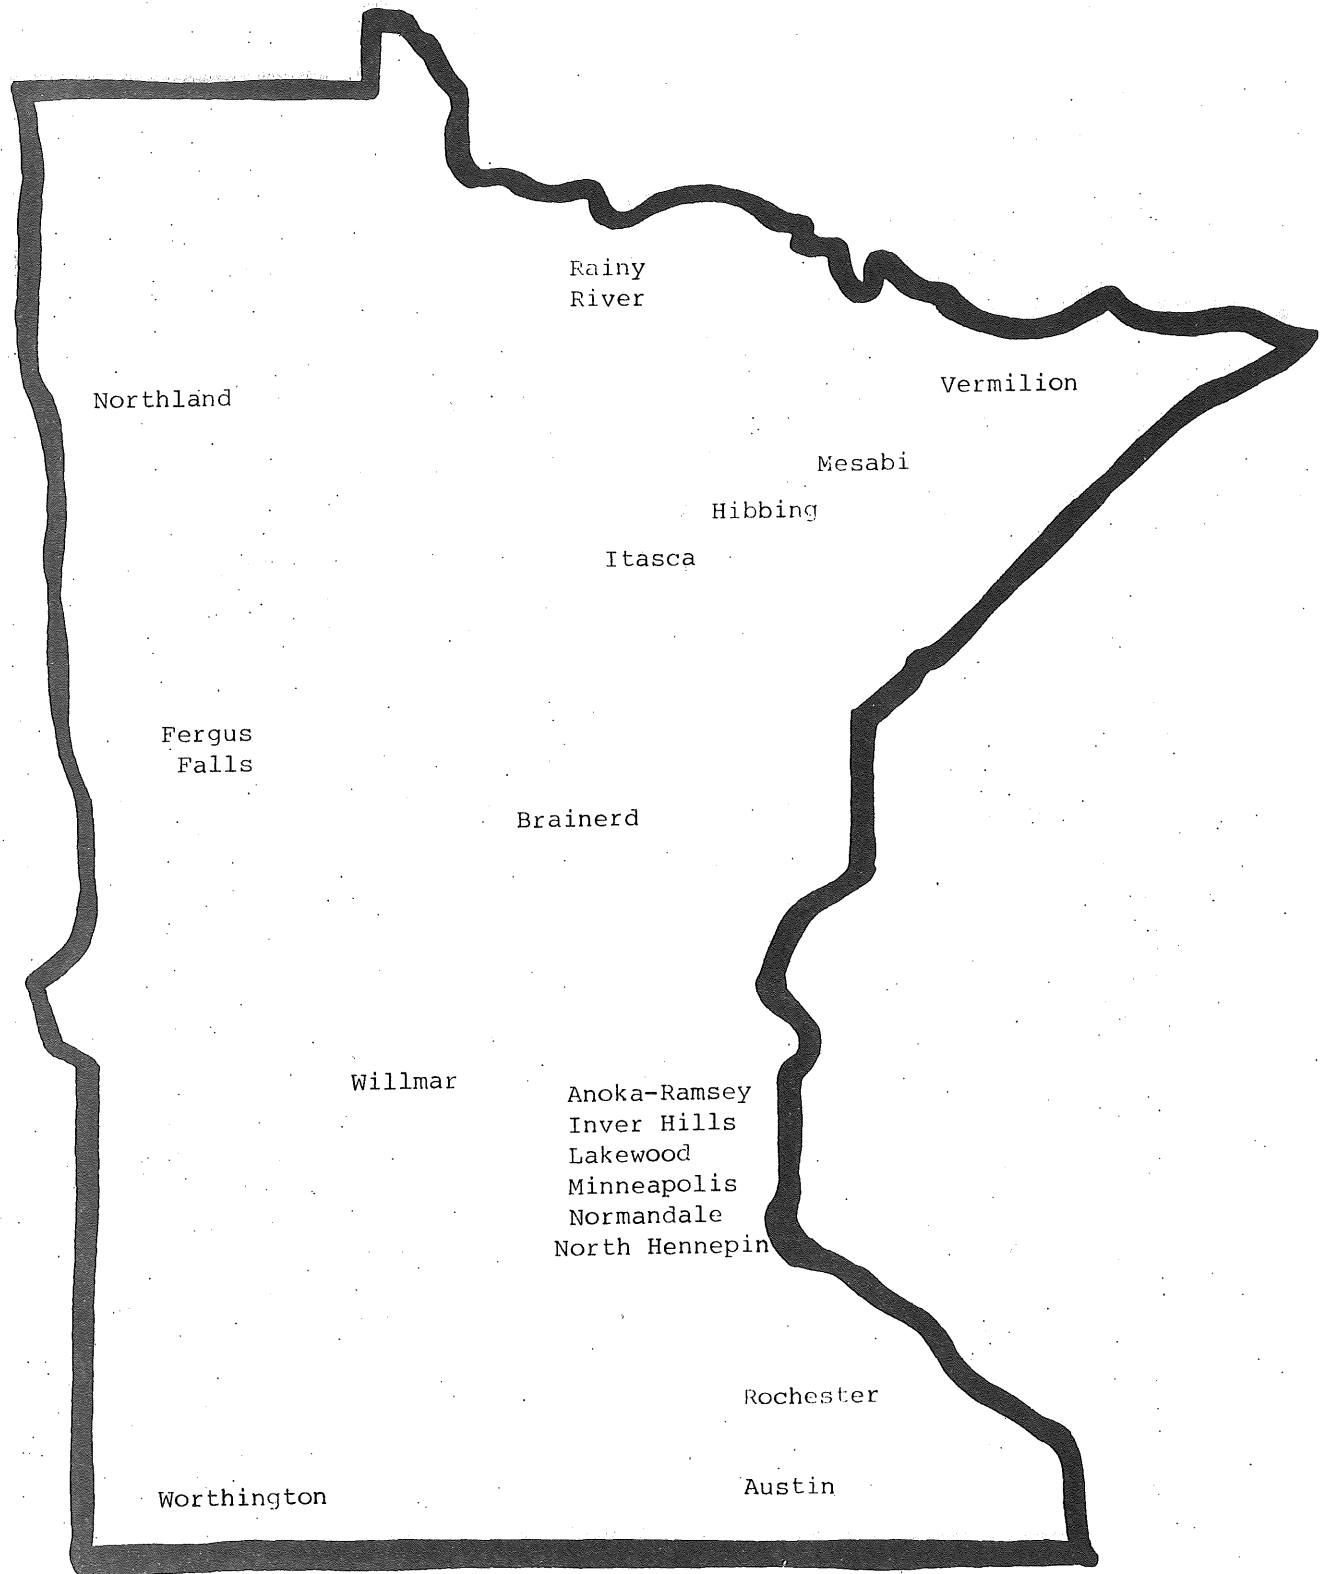 Rainy
River
Vermilion
Northland
Mesabi
Hibbing
Itasca
Fergus
Falls
Brainerd
Willmar
Anoka-Ramsey
Inver Hills
Lakewood
Minneapolis
Normandale
North Hennepin
Rochester
Austin
Worthington